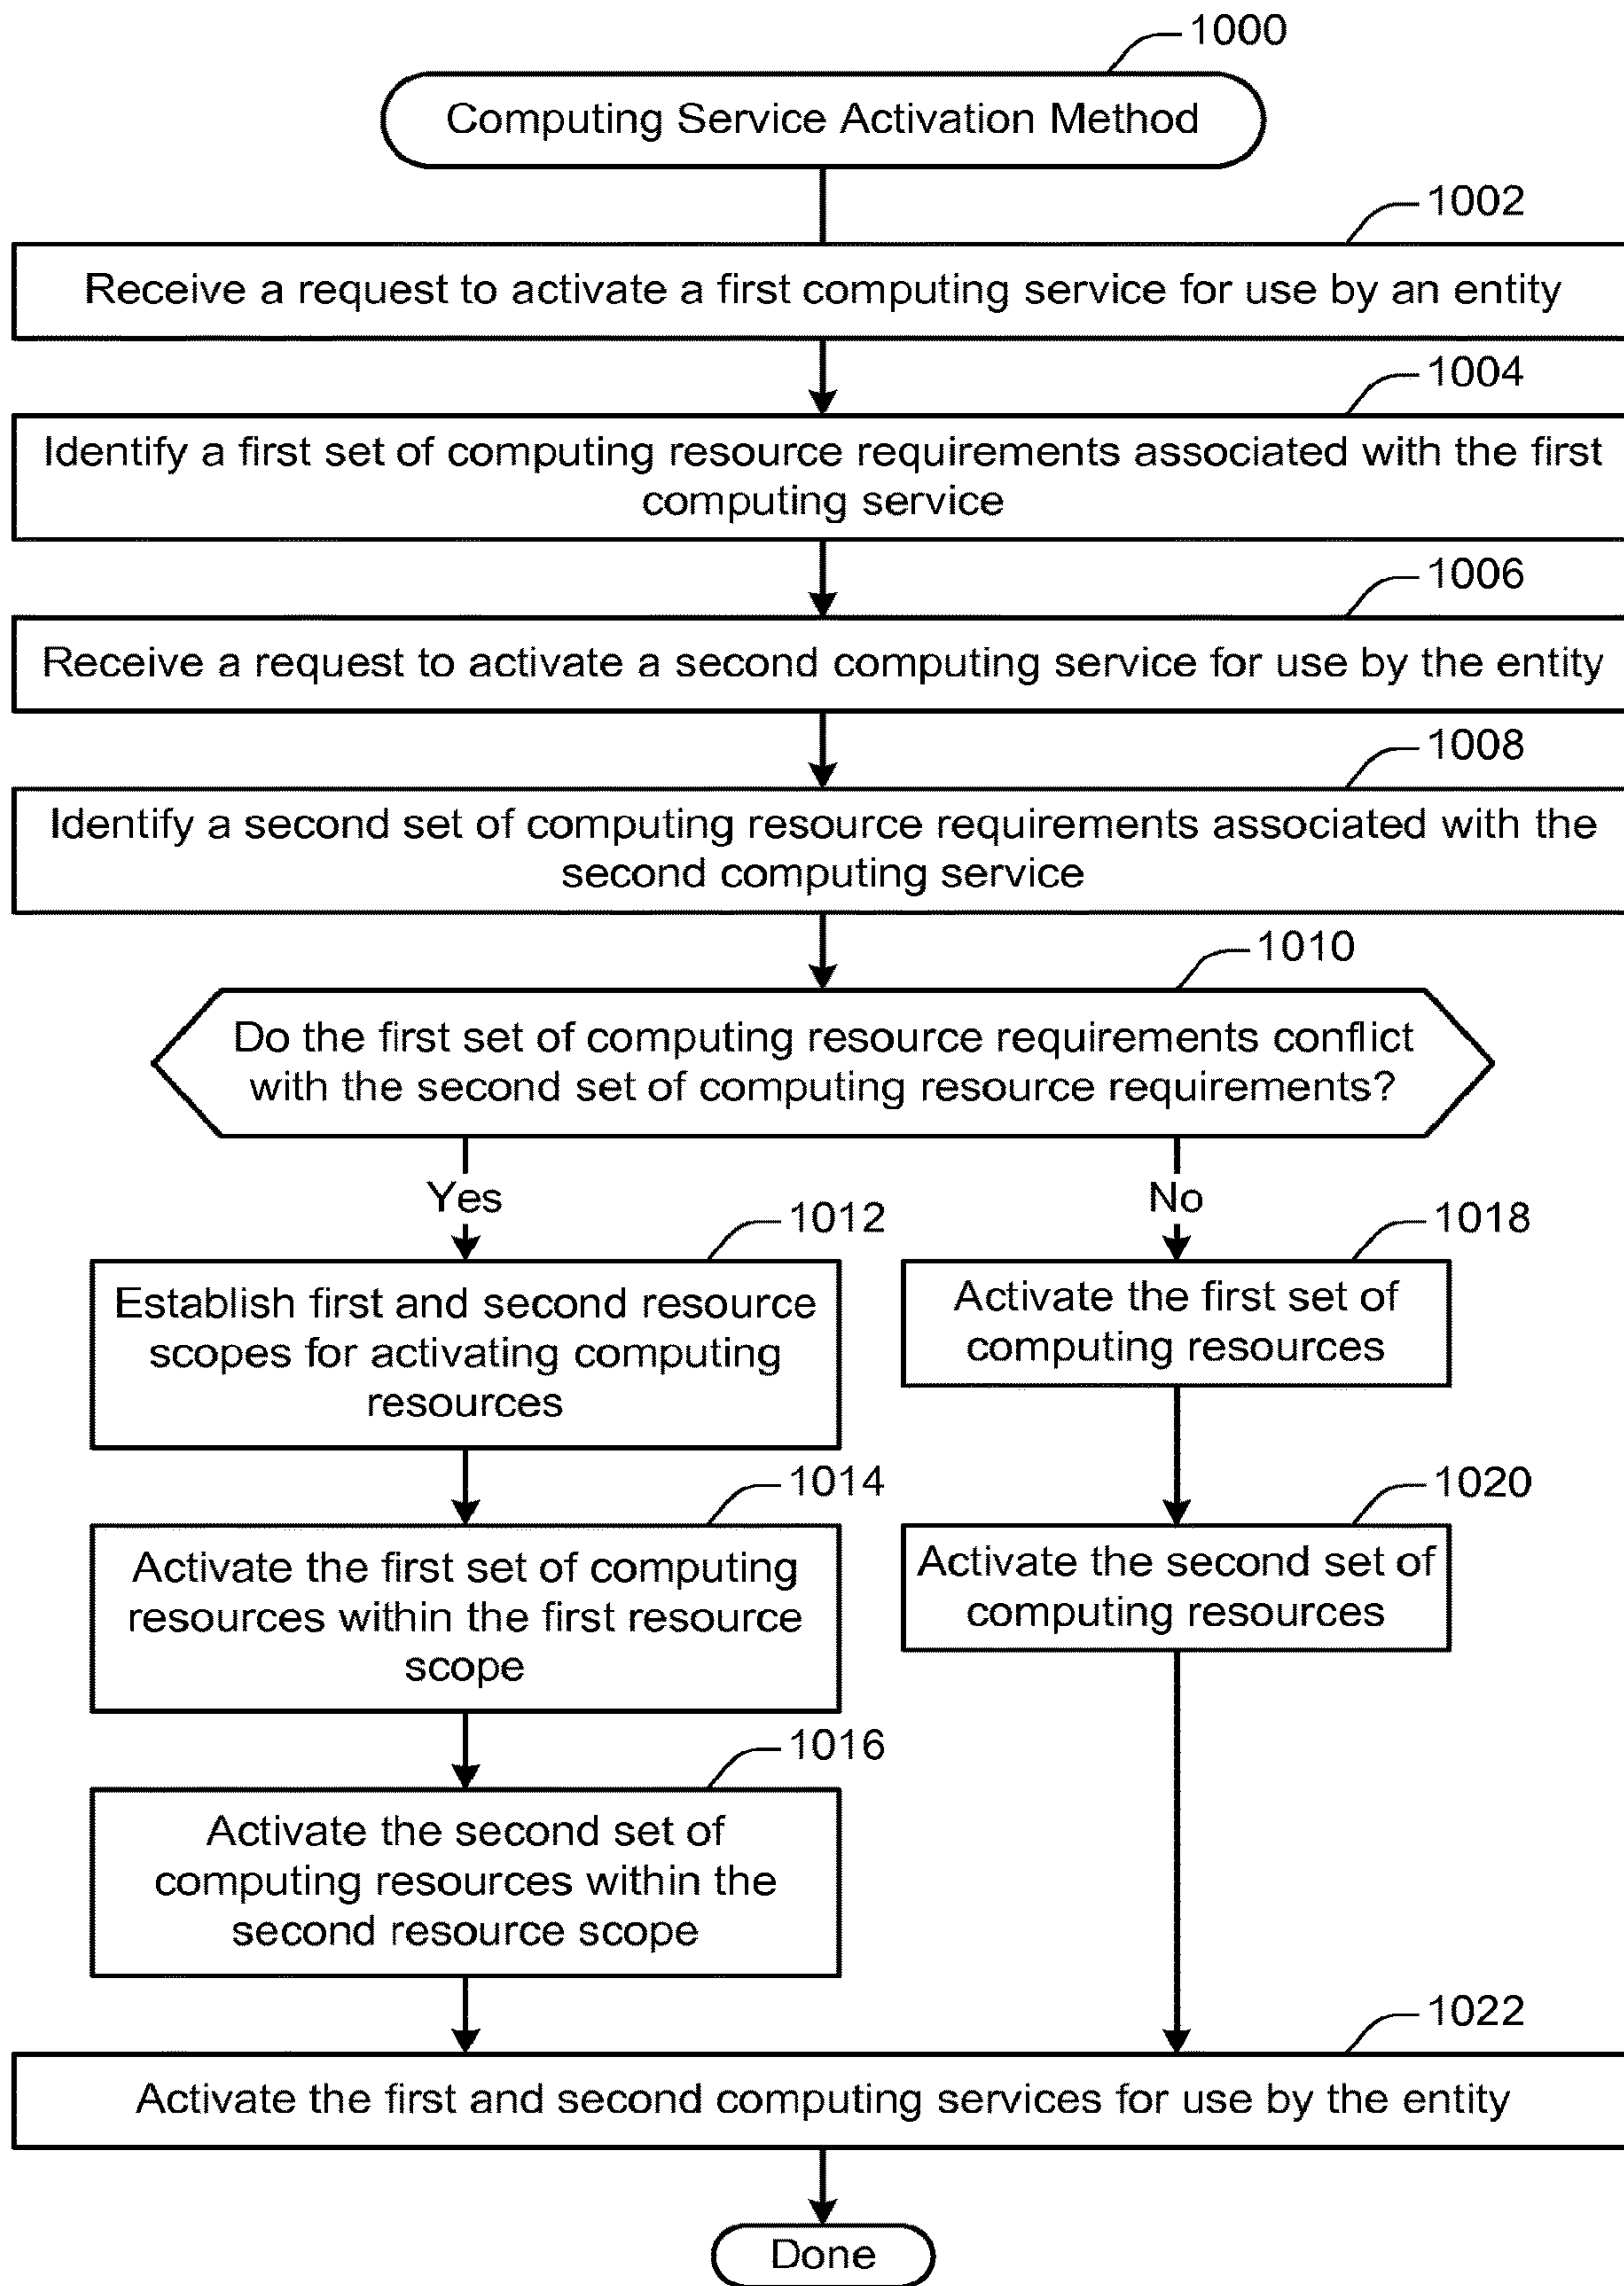 1000
Computing Service Activation Method
1002
Receive a request to activate a first computing service for use by an entity
1004
Identify a first set of computing resource requirements associated with the first
computing service
1006
Receive a request to activate a second computing service for use by the entity
1008
Identify a second set of computing resource requirements associated with the
second computing service
1010
Do the first set of computing resource requirements conflict
with the second set of computing resource requirements?
Yes
1012
Establish first and second resource
scopes for activating computing
resources
1014
Activate the first set of computing
resources within the first resource
scope
1016
Activate the second set of
computing resources within the
second resource scope
No
1018
Activate the first set of
computing resources
1020
Activate the second set of
computing resources
1022
Activate the first and second computing services for use by the entity
Done